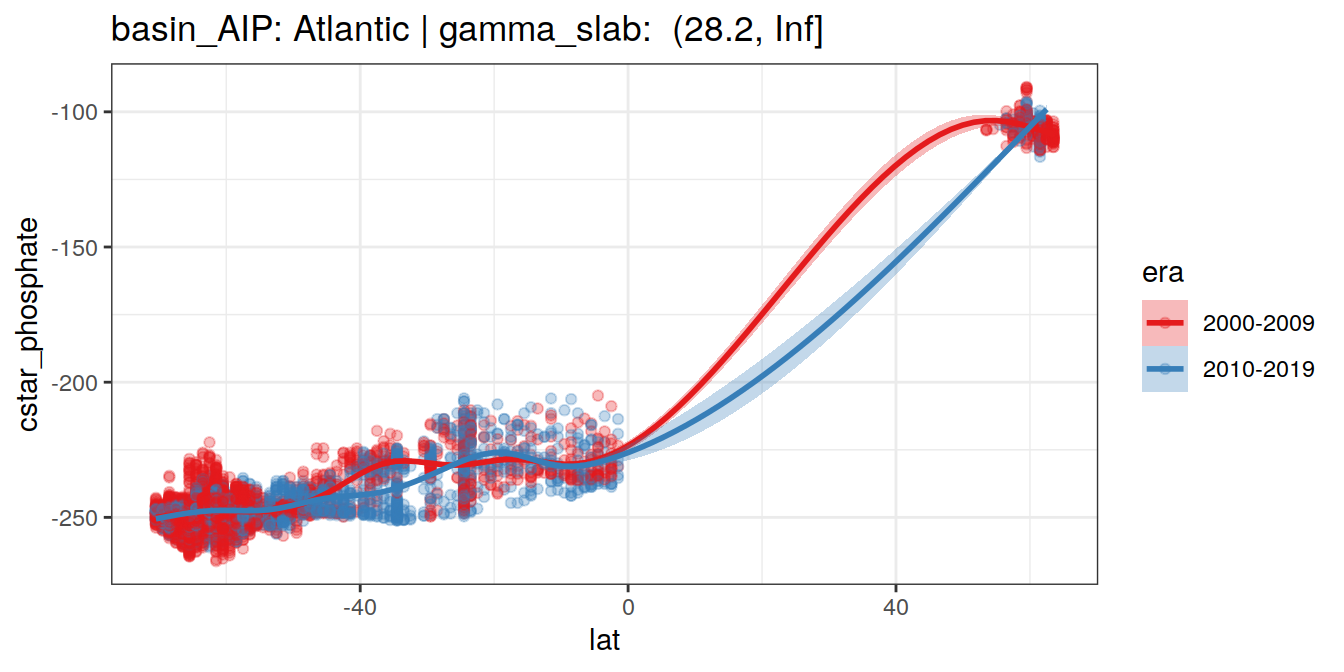 basin_AIP: Atlantic | gamma_slab:  (28.2, Inf]
-100
-150
-200
-250
cstar_phosphate
-40
0
40
lat
era
2000-2009
2010-2019